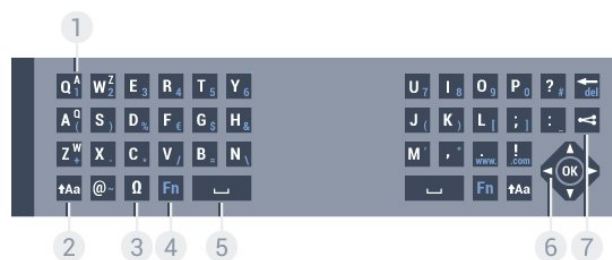 1
Q A 1 W Z 2 E 3 R 4 T 5 Y 6 U 7 I 8 O 9 P 0 ? # del
A Q ( S ) D % F € G $ H & J ( K ) L [ ; ] : _
Z W + X - C * V / B = N \ M ' , " . www. ! .com
Aa @ ~ Ω Fn Fn Aa OK
2 3 4 5 6 7